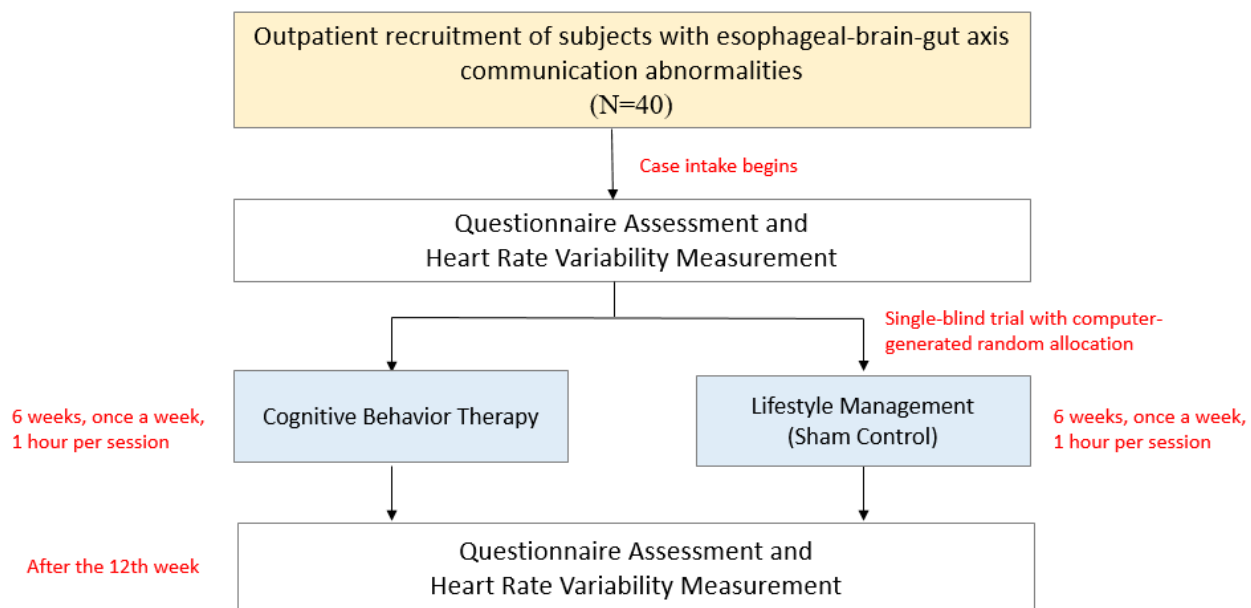 Outpatient recruitment of subjects with esophageal-brain-gut axis
communication abnormalities
(N=40)
Case intake begins
Questionnaire Assessment and
Heart Rate Variability Measurement
Single-blind trial with computer-
generated random allocation
6 weeks, once a week,
1 hour per session
Cognitive Behavior Therapy
Lifestyle Management
(Sham Control)
6 weeks, once a week,
1 hour per session
After the 12th week
Questionnaire Assessment and
Heart Rate Variability Measurement